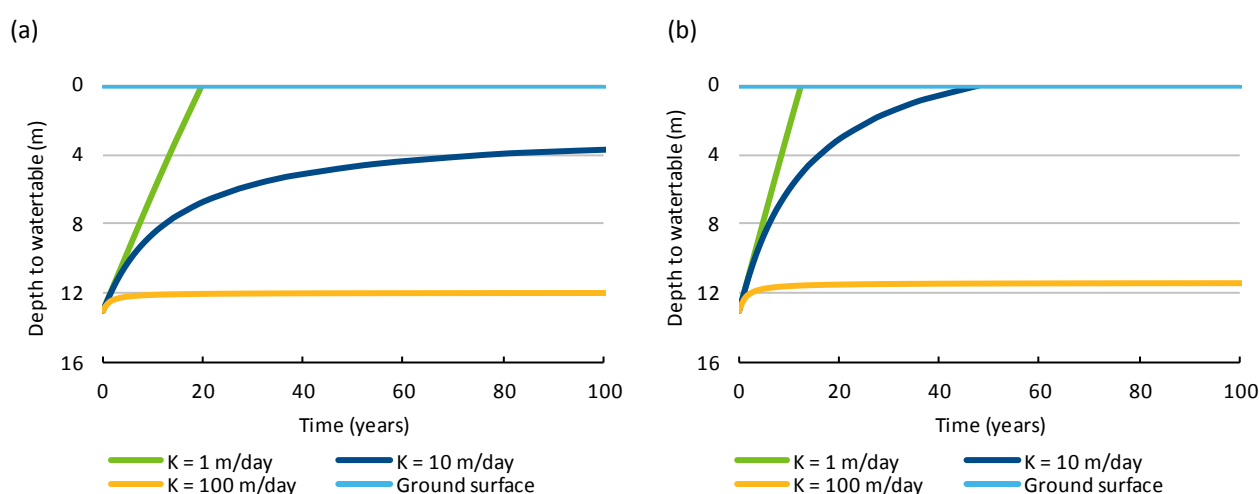 (a)
0
4
8
12
16
Depth to watertable (m)
0 20 40 60 80 100
Time (years)
K = 1 m/day K = 10 m/day
K = 100 m/day Ground surface
(b)
0
4
8
12
16
Depth to watertable (m)
0 20 40 60 80 100
Time (years)
K = 1 m/day K = 10 m/day
K = 100 m/day Ground surface